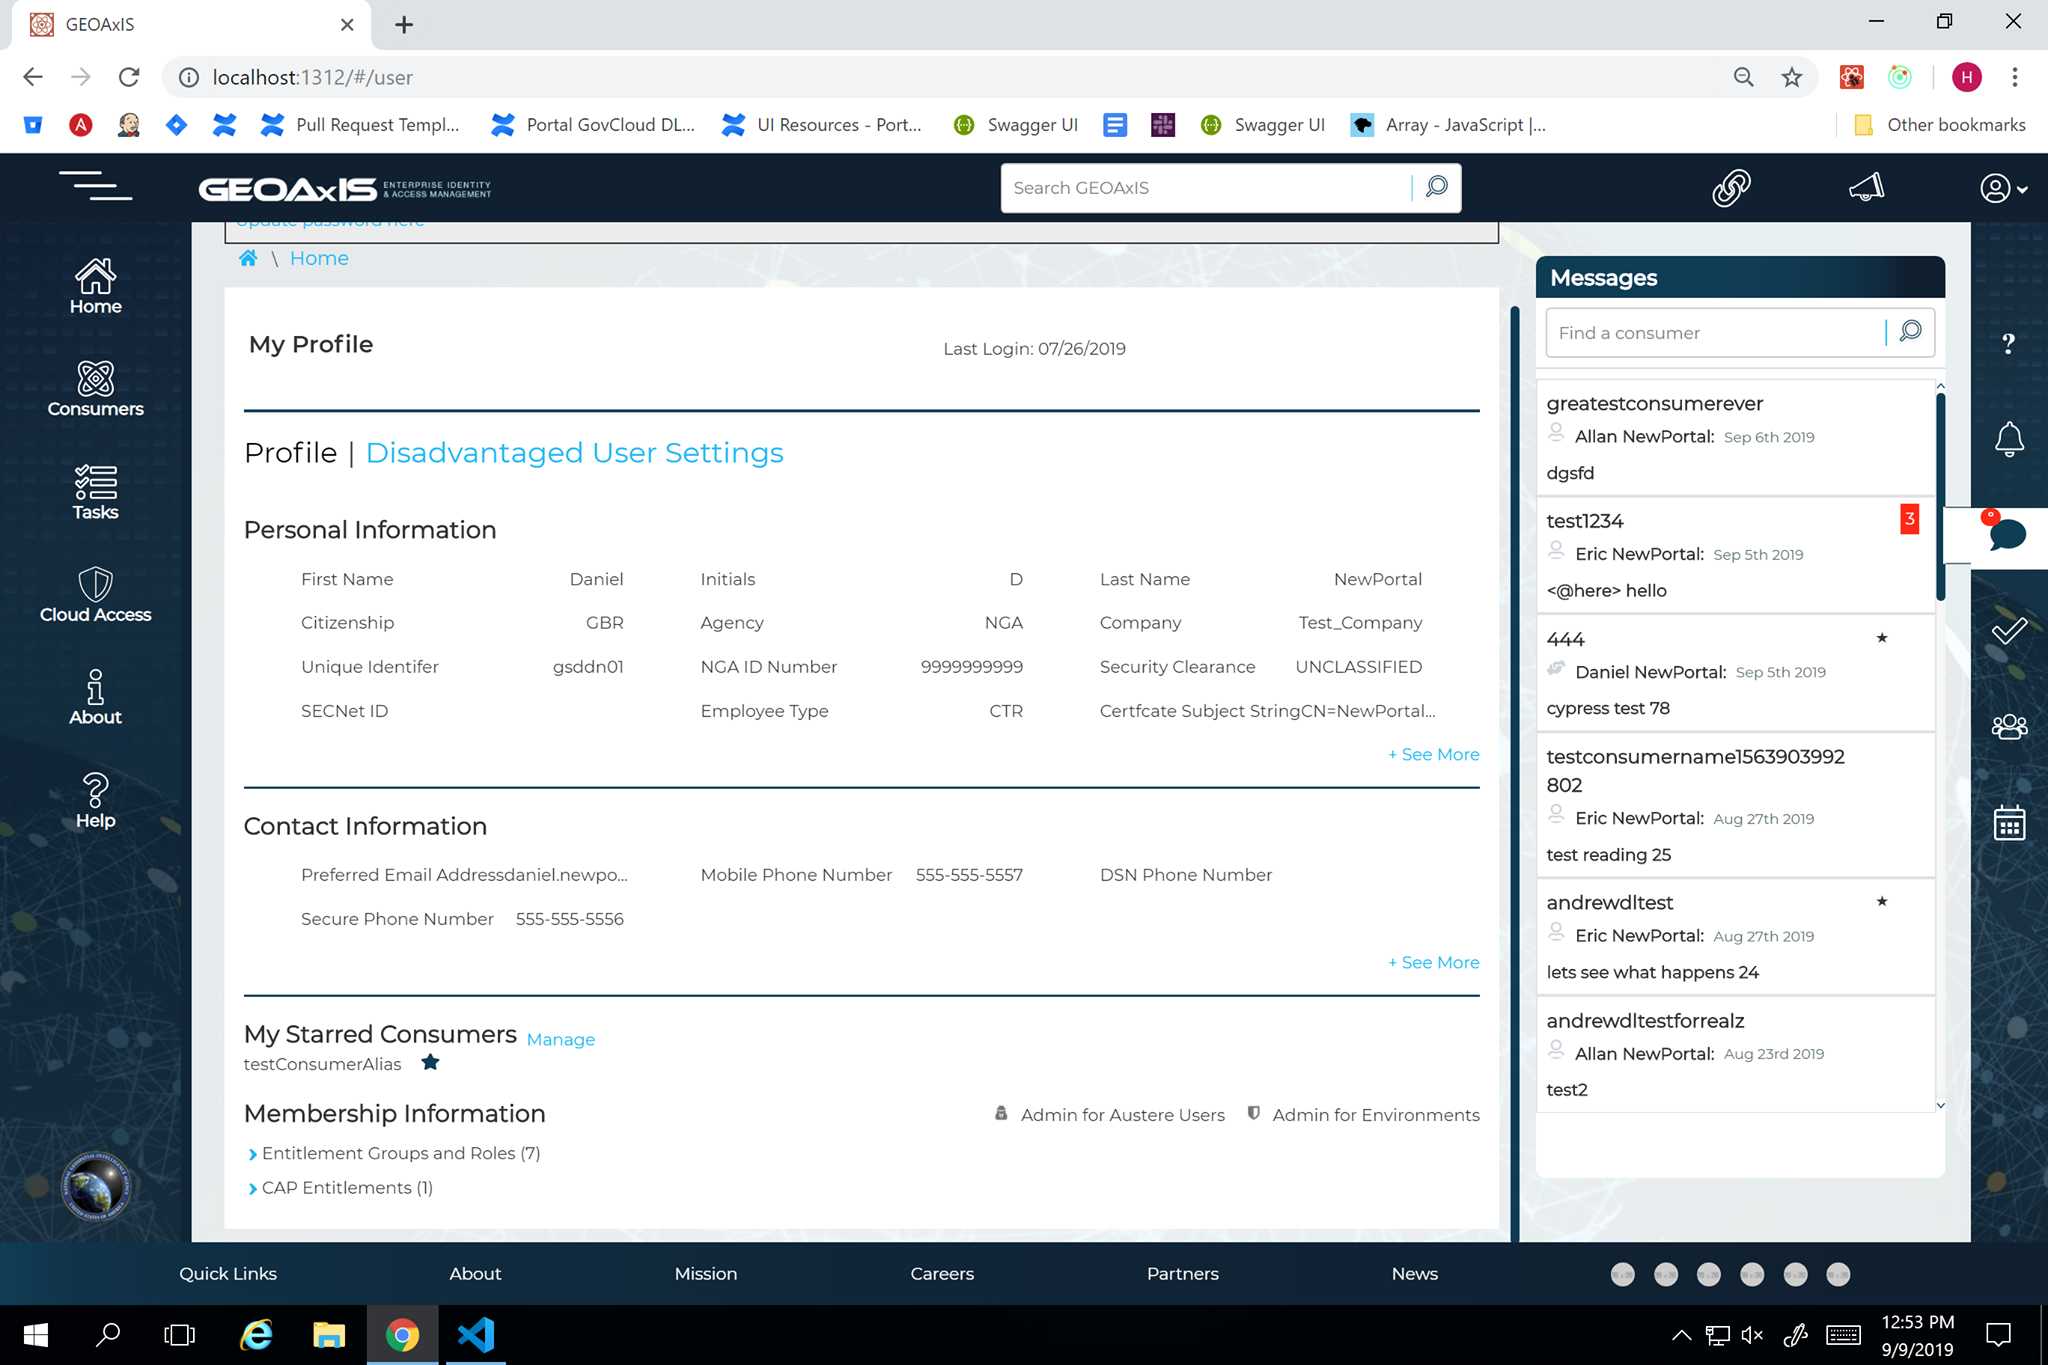 GEOAxIS
localhost:1312/#/user
H
Pull Request Templ...
Portal GovCloud DL...
UI Resources - Port...
Swagger UI
Swagger UI
Array - JavaScript |...
Other bookmarks
GEOAxIS ENTERPRISE IDENTITY
& ACCESS MANAGEMENT
Search GEOAxIS
Update password here
\ Home
Home
Consumers
Tasks
Cloud Access
About
Help
My Profile
Last Login: 07/26/2019
Profile | Disadvantaged User Settings
Personal Information
First Name Daniel Initials D Last Name NewPortal
Citizenship GBR Agency NGA Company Test_Company
Unique Identifer gsddn01 NGA ID Number 9999999999 Security Clearance UNCLASSIFIED
SECNet ID Employee Type CTR Certfcate Subject StringCN=NewPortal...
+ See More
Contact Information
Preferred Email Addressdaniel.newpo... Mobile Phone Number 555-555-5557 DSN Phone Number
Secure Phone Number 555-555-5556
+ See More
My Starred Consumers Manage
testConsumerAlias
Membership Information
Admin for Austere Users Admin for Environments
Entitlement Groups and Roles (7)
CAP Entitlements (1)
Messages
Find a consumer
greatestconsumerever
Allan NewPortal: Sep 6th 2019
dgsfd
test1234 3
Eric NewPortal: Sep 5th 2019
<@here> hello
444
Daniel NewPortal: Sep 5th 2019
cypress test 78
testconsumername1563903992
802
Eric NewPortal: Aug 27th 2019
test reading 25
andrewdltest
Eric NewPortal: Aug 27th 2019
lets see what happens 24
andrewdltestforrealz
Allan NewPortal: Aug 23rd 2019
test2
Quick Links About Mission Careers Partners News
12:53 PM
9/9/2019